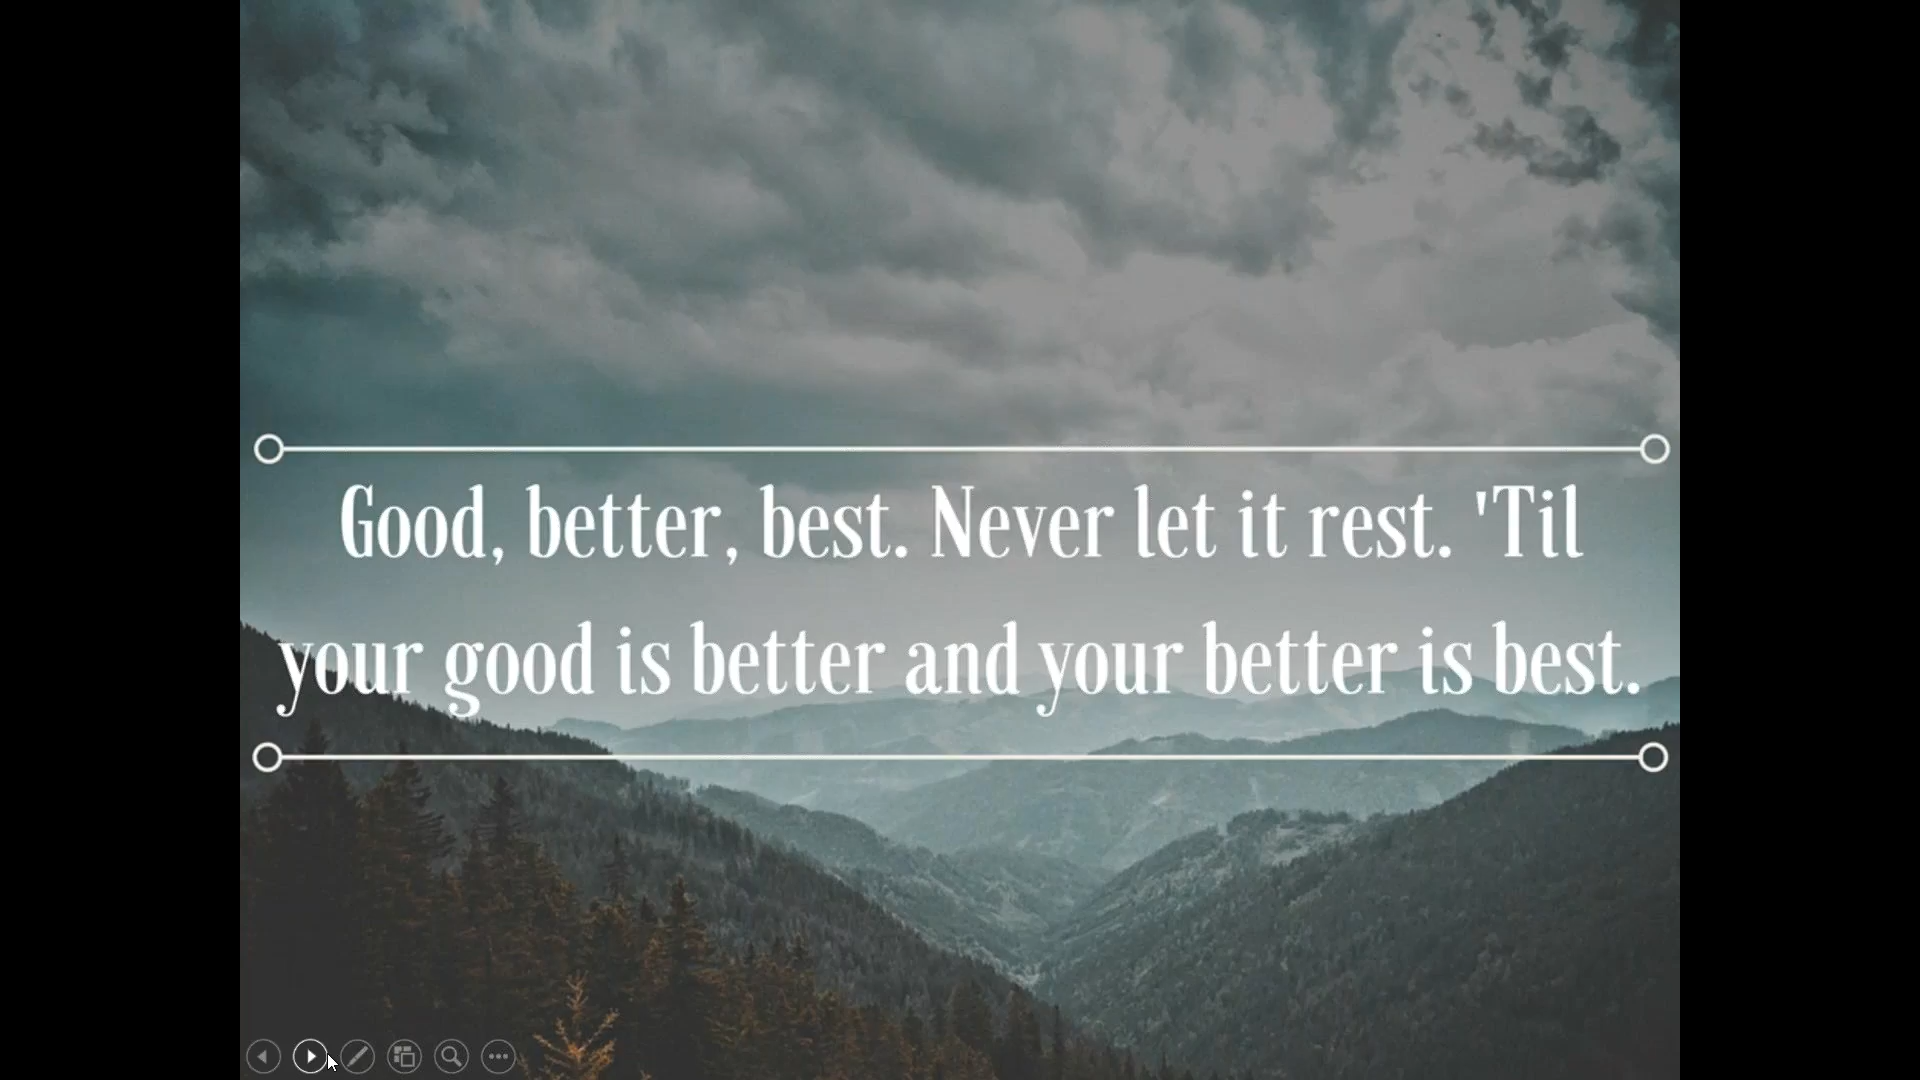 Good, better, best. Never let it rest. 'Til
your good is better and your better is best.